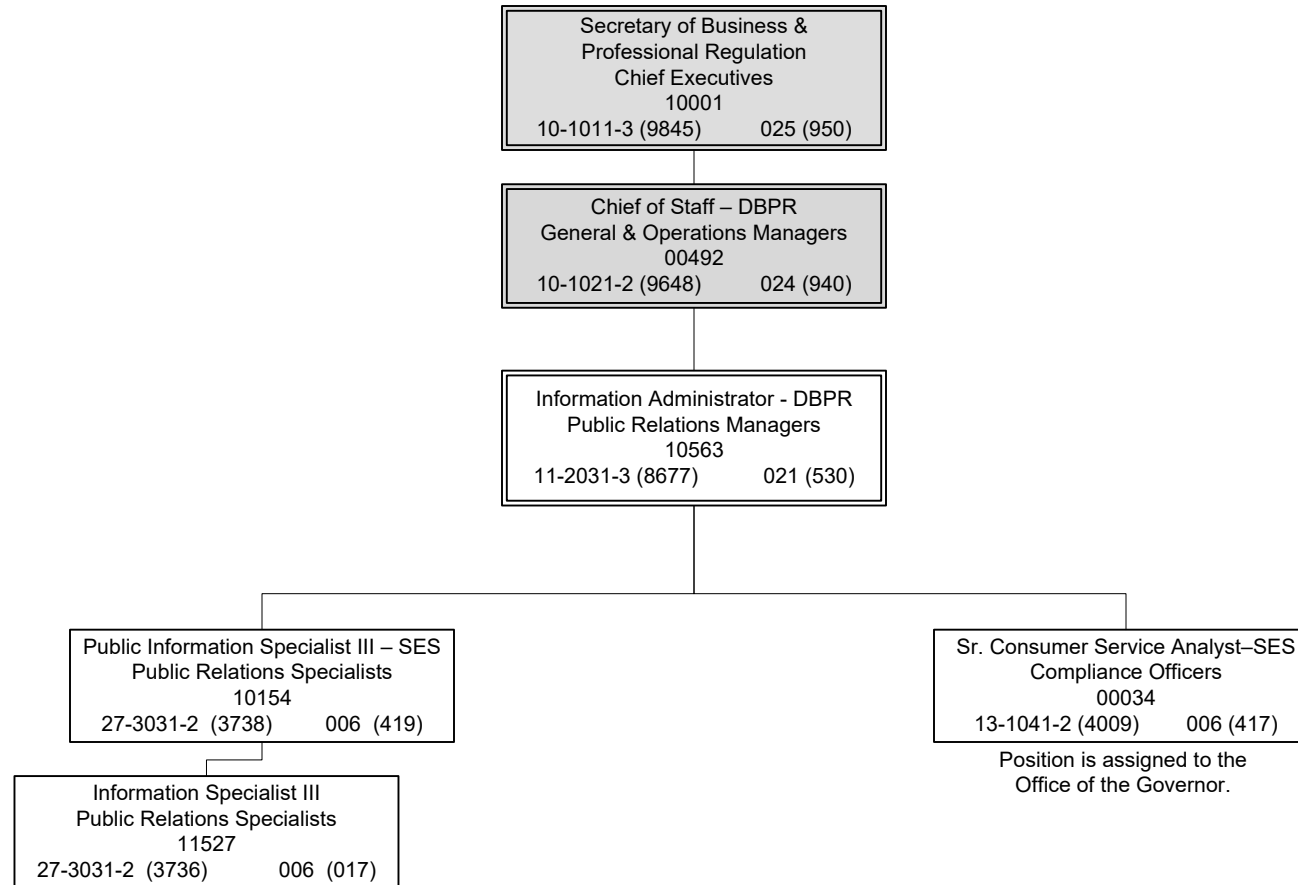 Secretary of Business &
Professional Regulation
Chief Executives
10001
10-1011-3 (9845) 025 (950)
Chief of Staff – DBPR
General & Operations Managers
00492
10-1021-2 (9648) 024 (940)
Information Administrator - DBPR
Public Relations Managers
10563
11-2031-3 (8677) 021 (530)
Public Information Specialist III – SES
Public Relations Specialists
10154
27-3031-2 (3738) 006 (419)
Information Specialist III
Public Relations Specialists
11527
27-3031-2 (3736) 006 (017)
Sr. Consumer Service Analyst–SES
Compliance Officers
00034
13-1041-2 (4009) 006 (417)
Position is assigned to the
Office of the Governor.